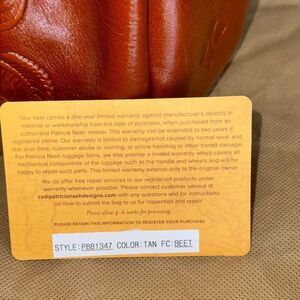 Your item carries a one-year limited warranty against manufacturer's defects in
material or workmanship from the date of purchase, when purchased from an
authorized Patricia Nash retailer. This warranty can be extended to two years if
registered online. Our warranty is limited to damages not caused by normal wear and
tear over time, customer abuse or staining, or airline handling or other transit damage.
For Patricia Nash luggage items, we also provide a limited warranty which covers all
mechanical components of the luggage such as the handle and wheels and will be
happy to repair such parts. This limited warranty extends only to the original owner.
We do offer free repair services to our registered products under
warranty whenever possible. Please contact customer service at
cs@patricianashdesigns.com with any questions and for instructions
on how to submit the bag to us for inspection and repair.
Please allow 4-6 weeks for processing.
PLEASE RETAIN THIS INFORMATION TO REGISTER YOUR PURCHASE
STYLE:PB81347 COLOR:TAN FC:BEET